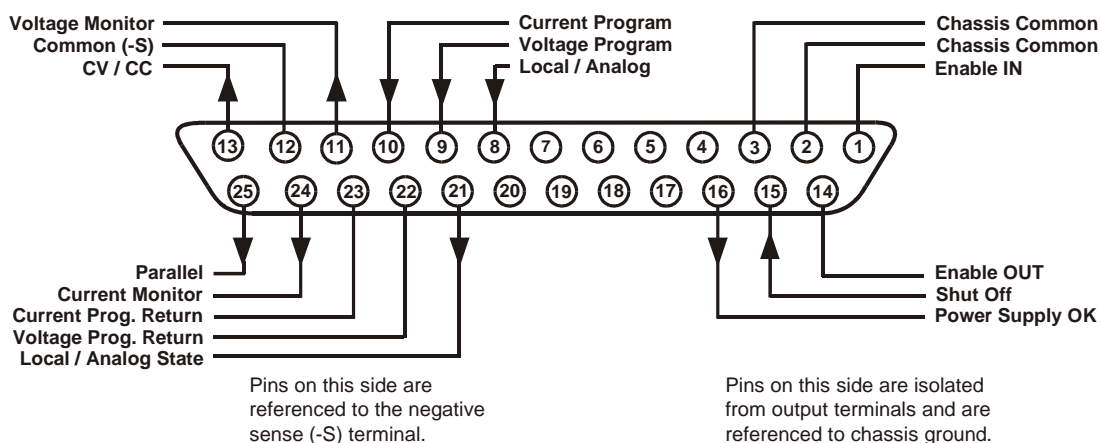 Voltage Monitor
Common (-S)
CV / CC
Current Program
Voltage Program
Local / Analog
Chassis Common
Chassis Common
Enable IN
13 12 11 10 9 8 7 6 5 4 3 2 1
25 24 23 22 21 20 19 18 17 16 15 14
Parallel
Current Monitor
Current Prog. Return
Voltage Prog. Return
Local / Analog State
Enable OUT
Shut Off
Power Supply OK
Pins on this side are
referenced to the negative
sense (-S) terminal.
Pins on this side are isolated
from output terminals and are
referenced to chassis ground.